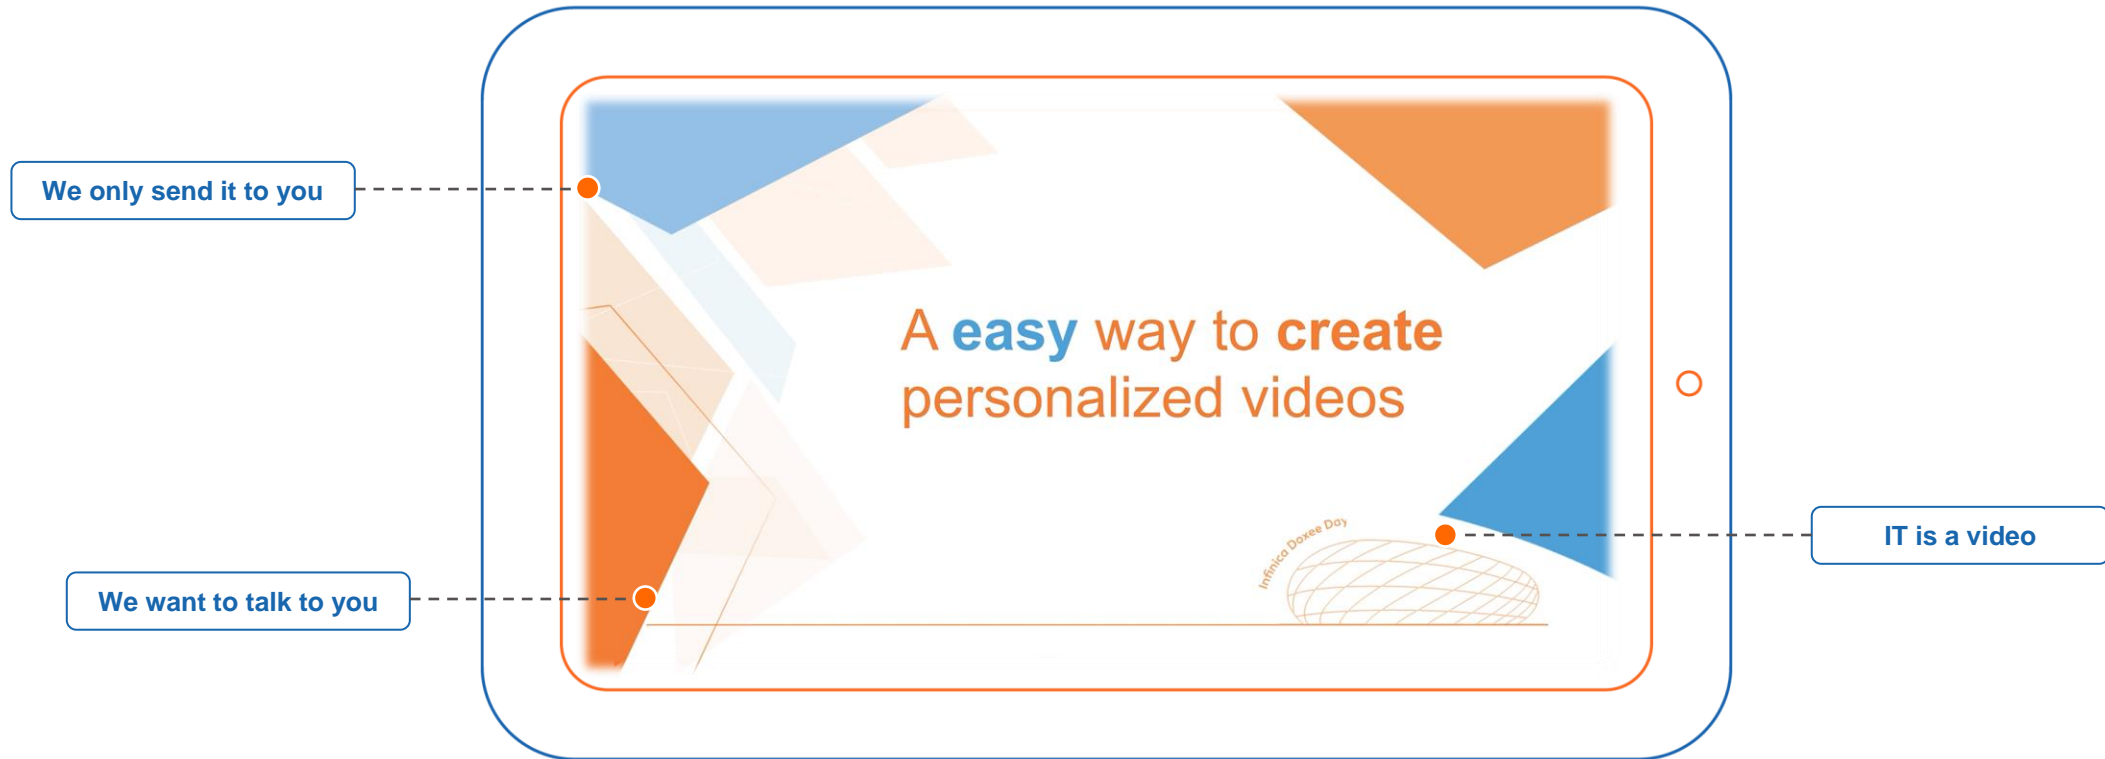 We only send it to you
A easy way to create
personalized videos
Infinica Doxee Day
IT is a video
We want to talk to you